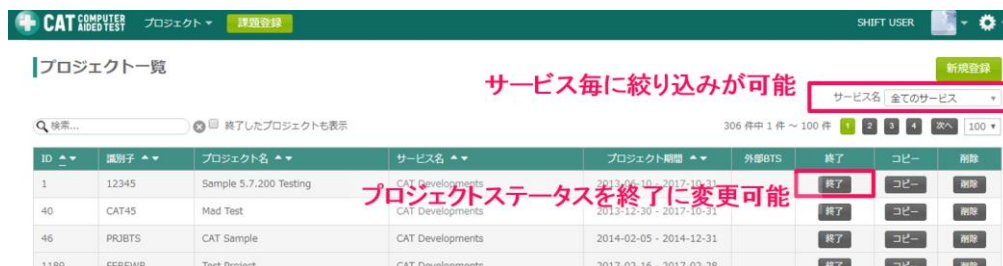 CAT COMPUTER AIDED TEST プロジェクト 課題登録 SHIFT USER
プロジェクト一覧 新規登録
サービス毎に絞り込みが可能
サービス名 全てのサービス
検索... 終了したプロジェクトも表示 306 件中 1 件 ~ 100 件 1 2 3 4 次へ 100
ID 識別子 プロジェクト名 サービス名 プロジェクト期間 外部BTS 終了 コピー 削除
1 12345 Sample 5.7.200 Testing CAT Developments 2013-06-10 - 2017-10-31 終了 コピー 削除
プロジェクトステータスを終了に変更可能
40 CAT45 Mad Test CAT Developments 2013-12-30 - 2017-10-31 終了 コピー 削除
46 PRJBTS CAT Sample CAT Developments 2014-02-05 - 2014-12-31 終了 コピー 削除
1189 Test Project CAT Developments 2017-02-16 - 2017-02-28 終了 コピー 削除